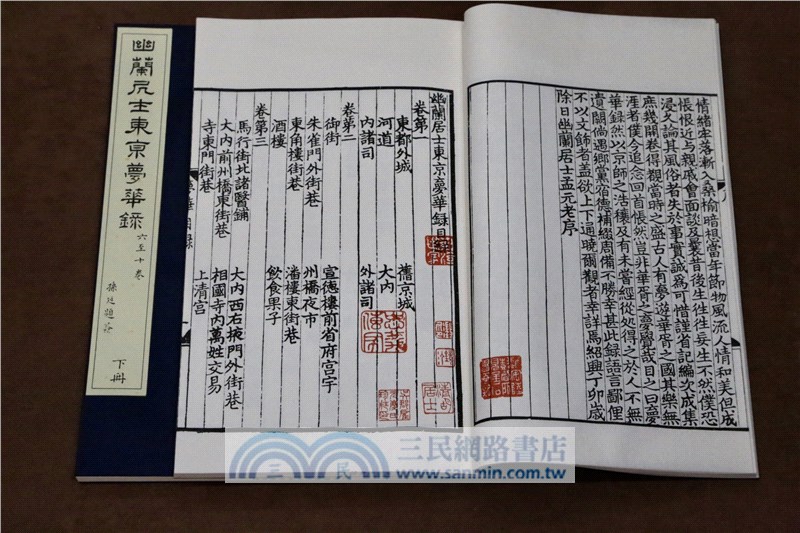 情緒牢落漸入桑榆暗想當年節物風流人情和美但成
悵恨近與親戚會面談及曩昔後生往往妄生不然僕恐
浸久論其風俗者失於事實誠為可惜謹省記編次成集
庶幾開卷得覩當時之盛古人有夢遊華胥之國其樂無
涯者僕今追念回首悵然豈非華胥之夢覺哉目之曰夢
華錄然以京師之浩穰及有未嘗經從處得之於人不無
遺闕倘遇鄉黨宿德補綴周備不勝幸甚此錄語言鄙俚
不以文飾者蓋欲上下通曉爾觀者幸詳焉紹興丁卯歲
除日幽蘭居士孟元老序
幽蘭居士東京夢華錄目錄
卷第一
東都外城 舊京城
河道 大内
内諸司 外諸司
卷第二
御街 宣德樓前省府宫宇
朱雀門外街巷 州橋夜市
東角樓街巷 潘樓東街巷
酒樓 飲食果子
卷第三
馬行街北諸醫鋪 大内西右掖門外街巷
大内前州橋東街巷 相國寺内萬姓交易
寺東門街巷 上清宫
幽蘭居士東京夢華錄
六至十卷
下冊
三民網路書店
三 民
www.sanmin.com.tw